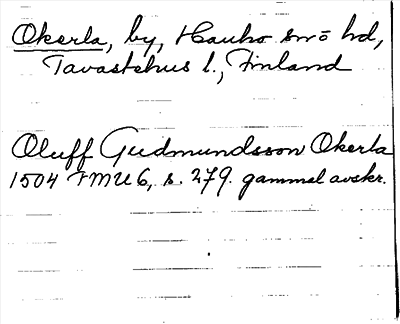 Okerla, by, Hauho sn⁼o hd,
Tavastehus l., Finland
Oluff Gudmundsson Okerla
1504 FMU 6, s. 279. gammal avskr.